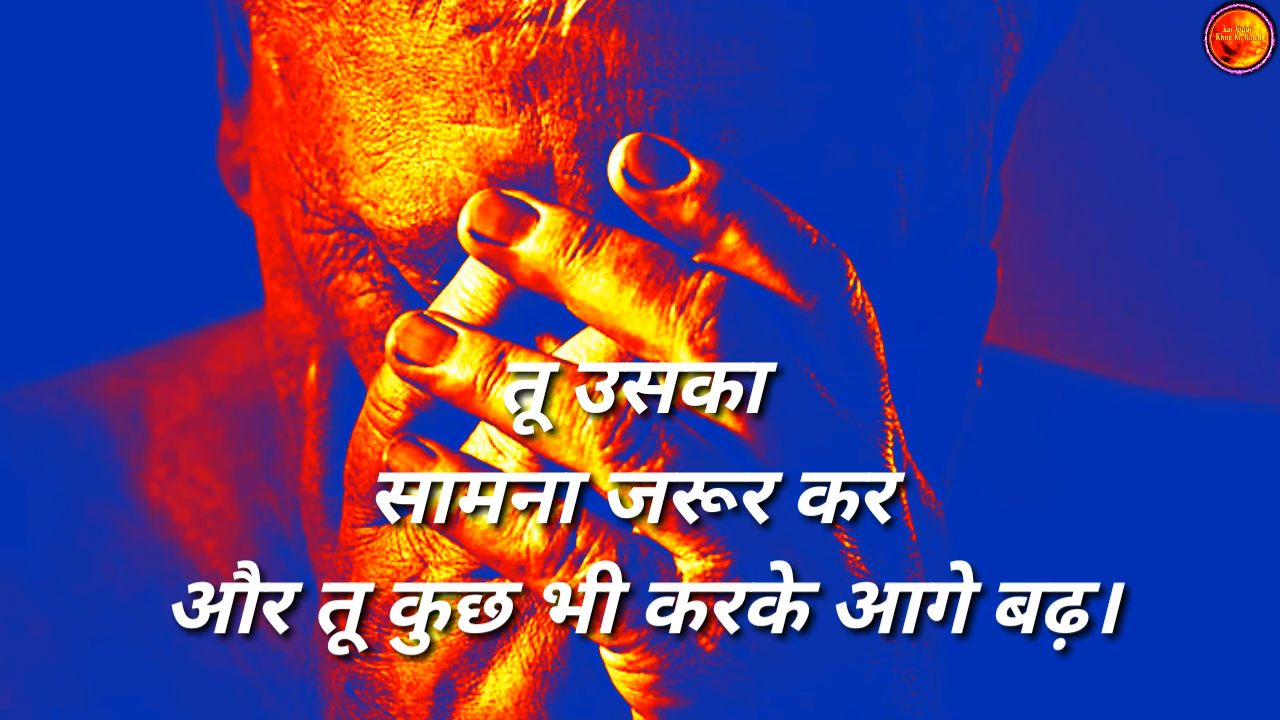 तू उसका
सामना जरूर कर
और तू कुछ भी करके आगे बढ़।